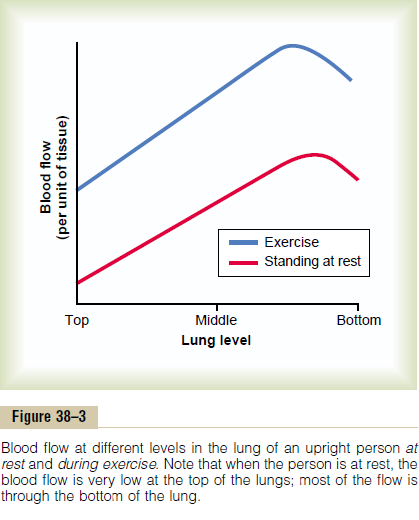 Blood flow
(per unit of tissue)
Exercise
Standing at rest
Top
Middle
Bottom
Lung level
Figure 38–3
Blood flow at different levels in the lung of an upright person at
rest and during exercise. Note that when the person is at rest, the
blood flow is very low at the top of the lungs; most of the flow is
through the bottom of the lung.